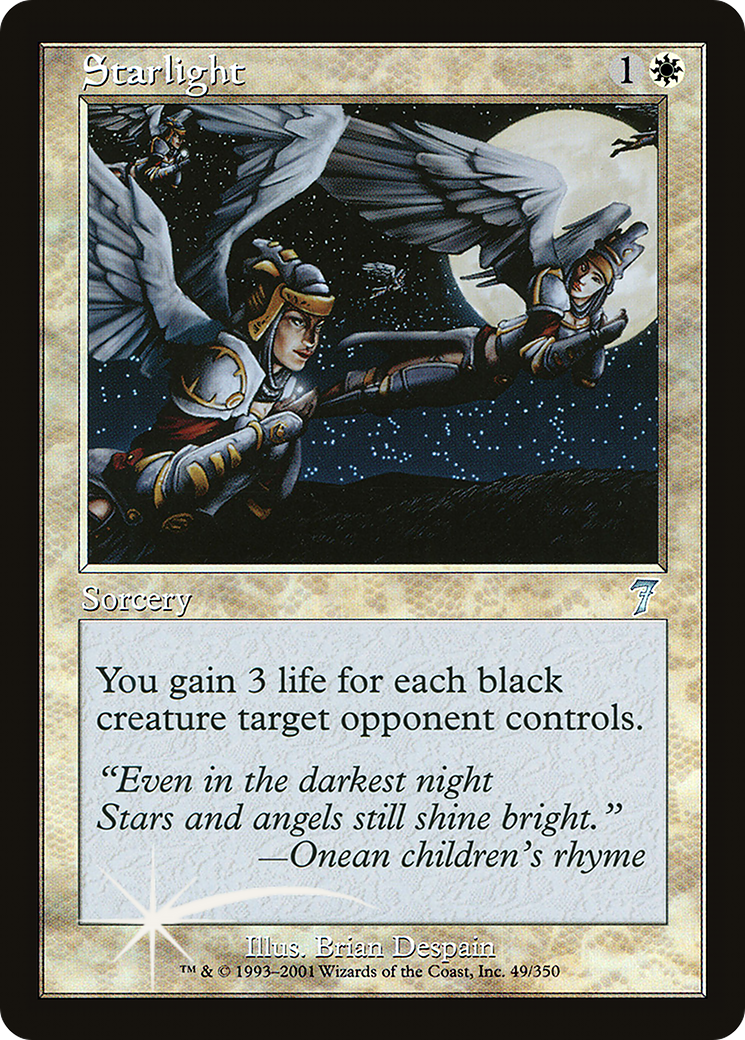 Starlight 1
Sorcery 7
You gain 3 life for each black
creature target opponent controls.
“Even in the darkest night
Stars and angels still shine bright.”
—Onean children’s rhyme
Illus. Brian Despain
™ & © 1993–2001 Wizards of the Coast, Inc. 49/350